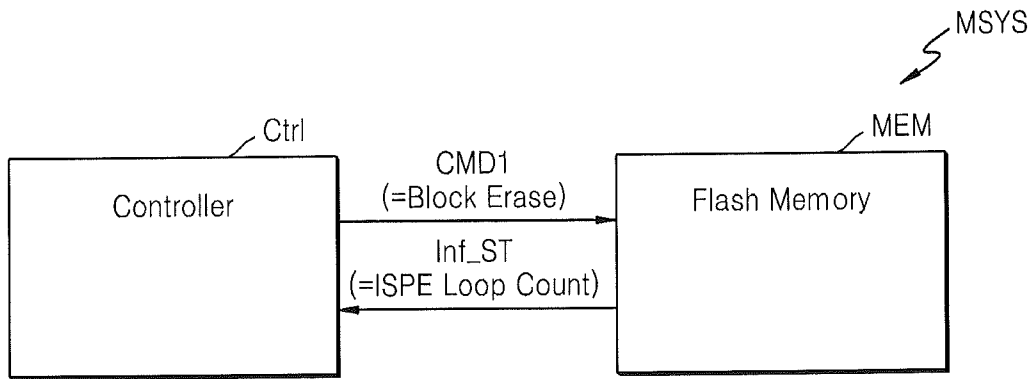 MSYS
Ctrl
MEM
Controller
CMD1
(=Block Erase)
Flash Memory
Inf_ST
(=ISPE Loop Count)